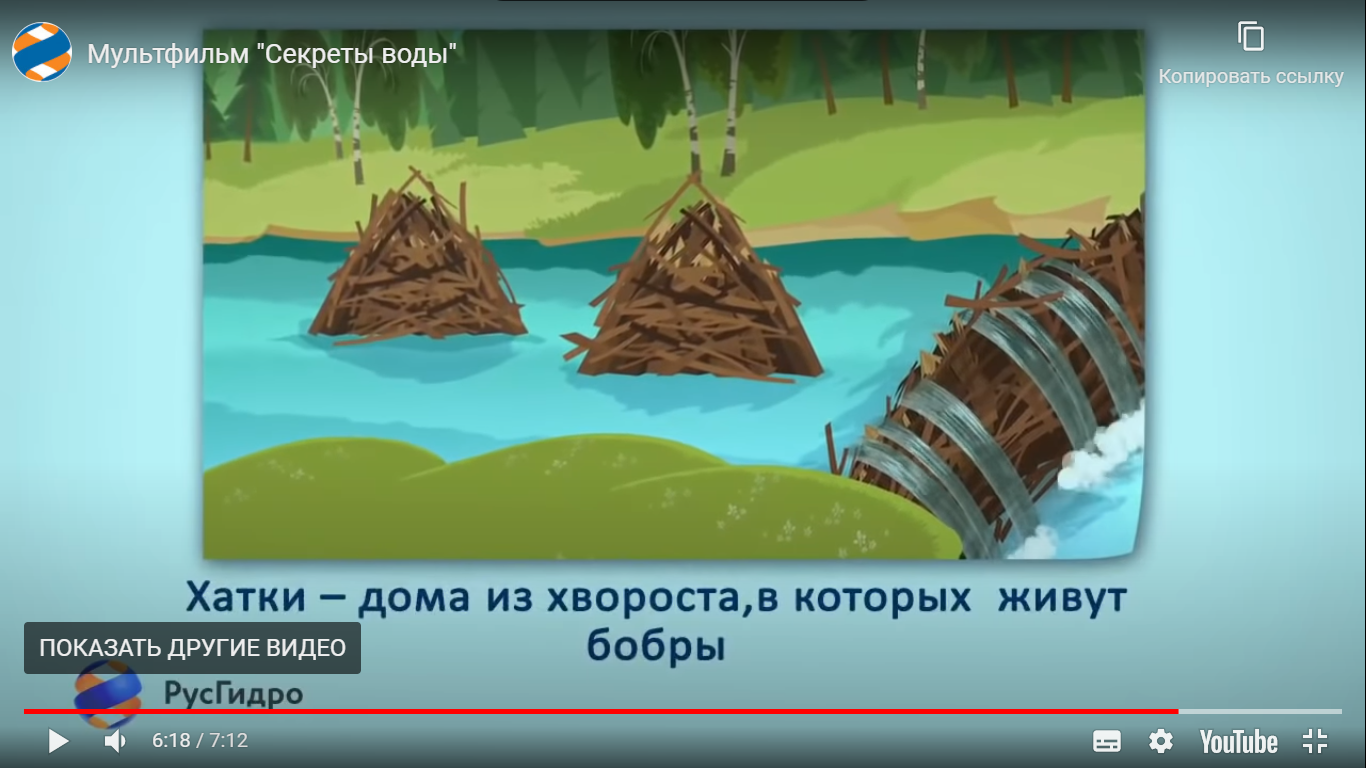 Мультфильм "Секреты воды"
Копировать ссылку
Хатки – дома из хвороста,в которых живут
бобры
ПОКАЗАТЬ ДРУГИЕ ВИДЕО
РусГидро
6:18 / 7:12
YouTube